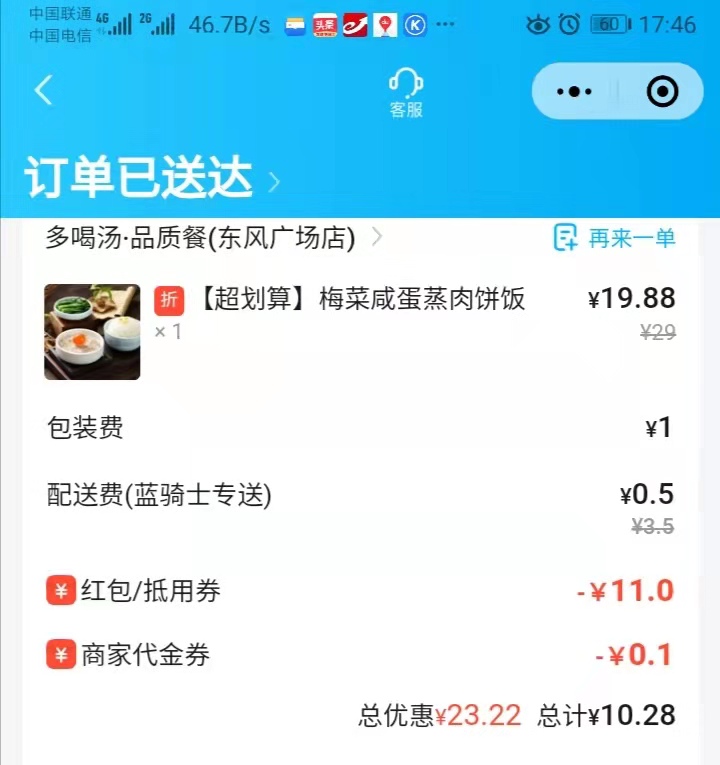 中国联通 4G 2G 46.7B/s 头条 K ... 60 17:46
中国电信
客服
订单已送达
多喝汤·品质餐(东风广场店) 再来一单
折【超划算】梅菜咸蛋蒸肉饼饭 ¥19.88
×1 ¥29
包装费 ¥1
配送费(蓝骑士专送) ¥0.5
¥3.5
¥ 红包/抵用券 -¥11.0
¥ 商家代金券 -¥0.1
总优惠¥23.22 总计¥10.28